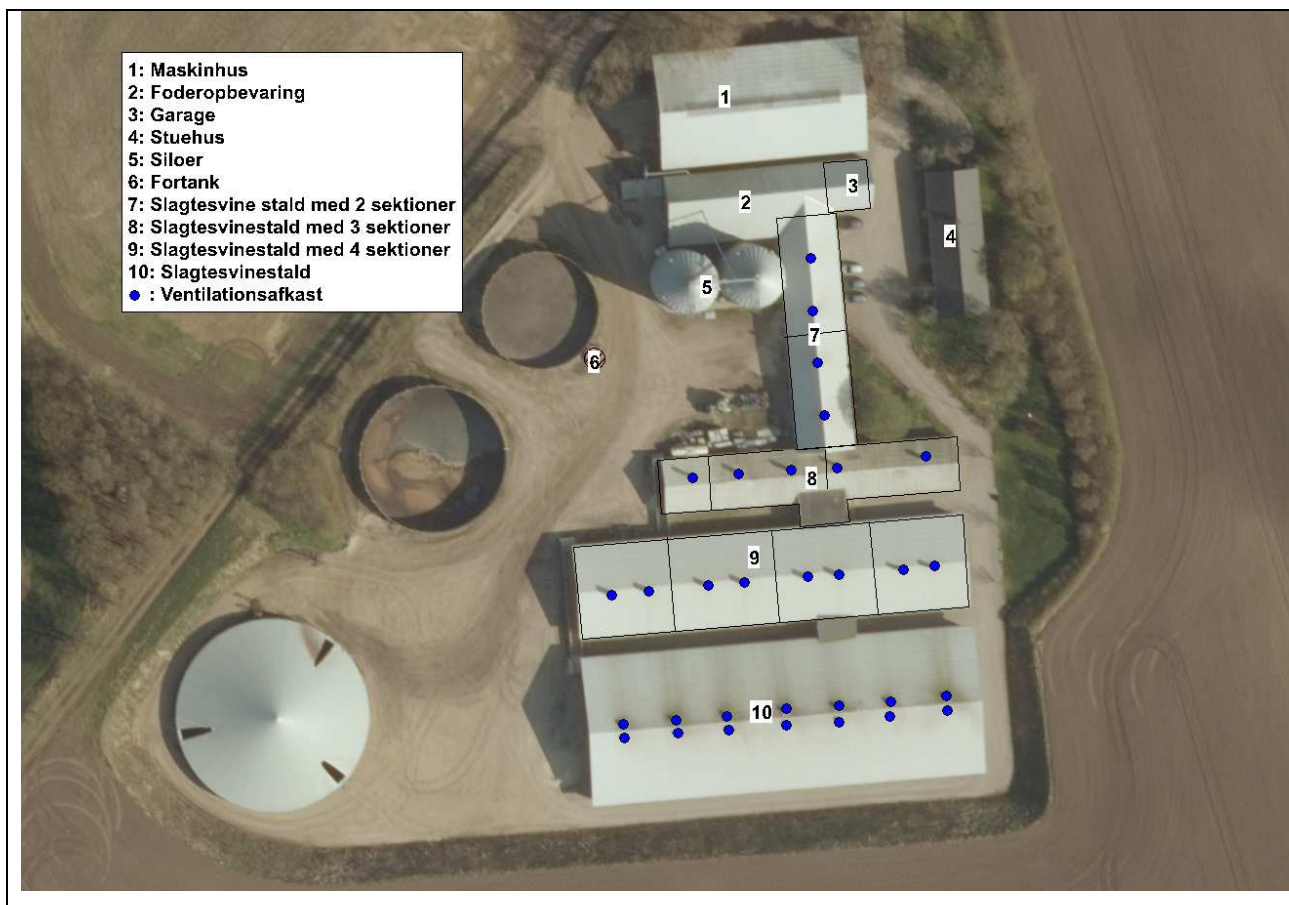 1: Maskinhus
2: Foderopbevaring
3: Garage
4: Stuehus
5: Siloer
6: Fortank
7: Slagtesvine stald med 2 sektioner
8: Slagtesvinestald med 3 sektioner
9: Slagtesvinestald med 4 sektioner
10: Slagtesvinestald
: Ventilationsafkast
1
2
3
4
5
6
7
8
9
10